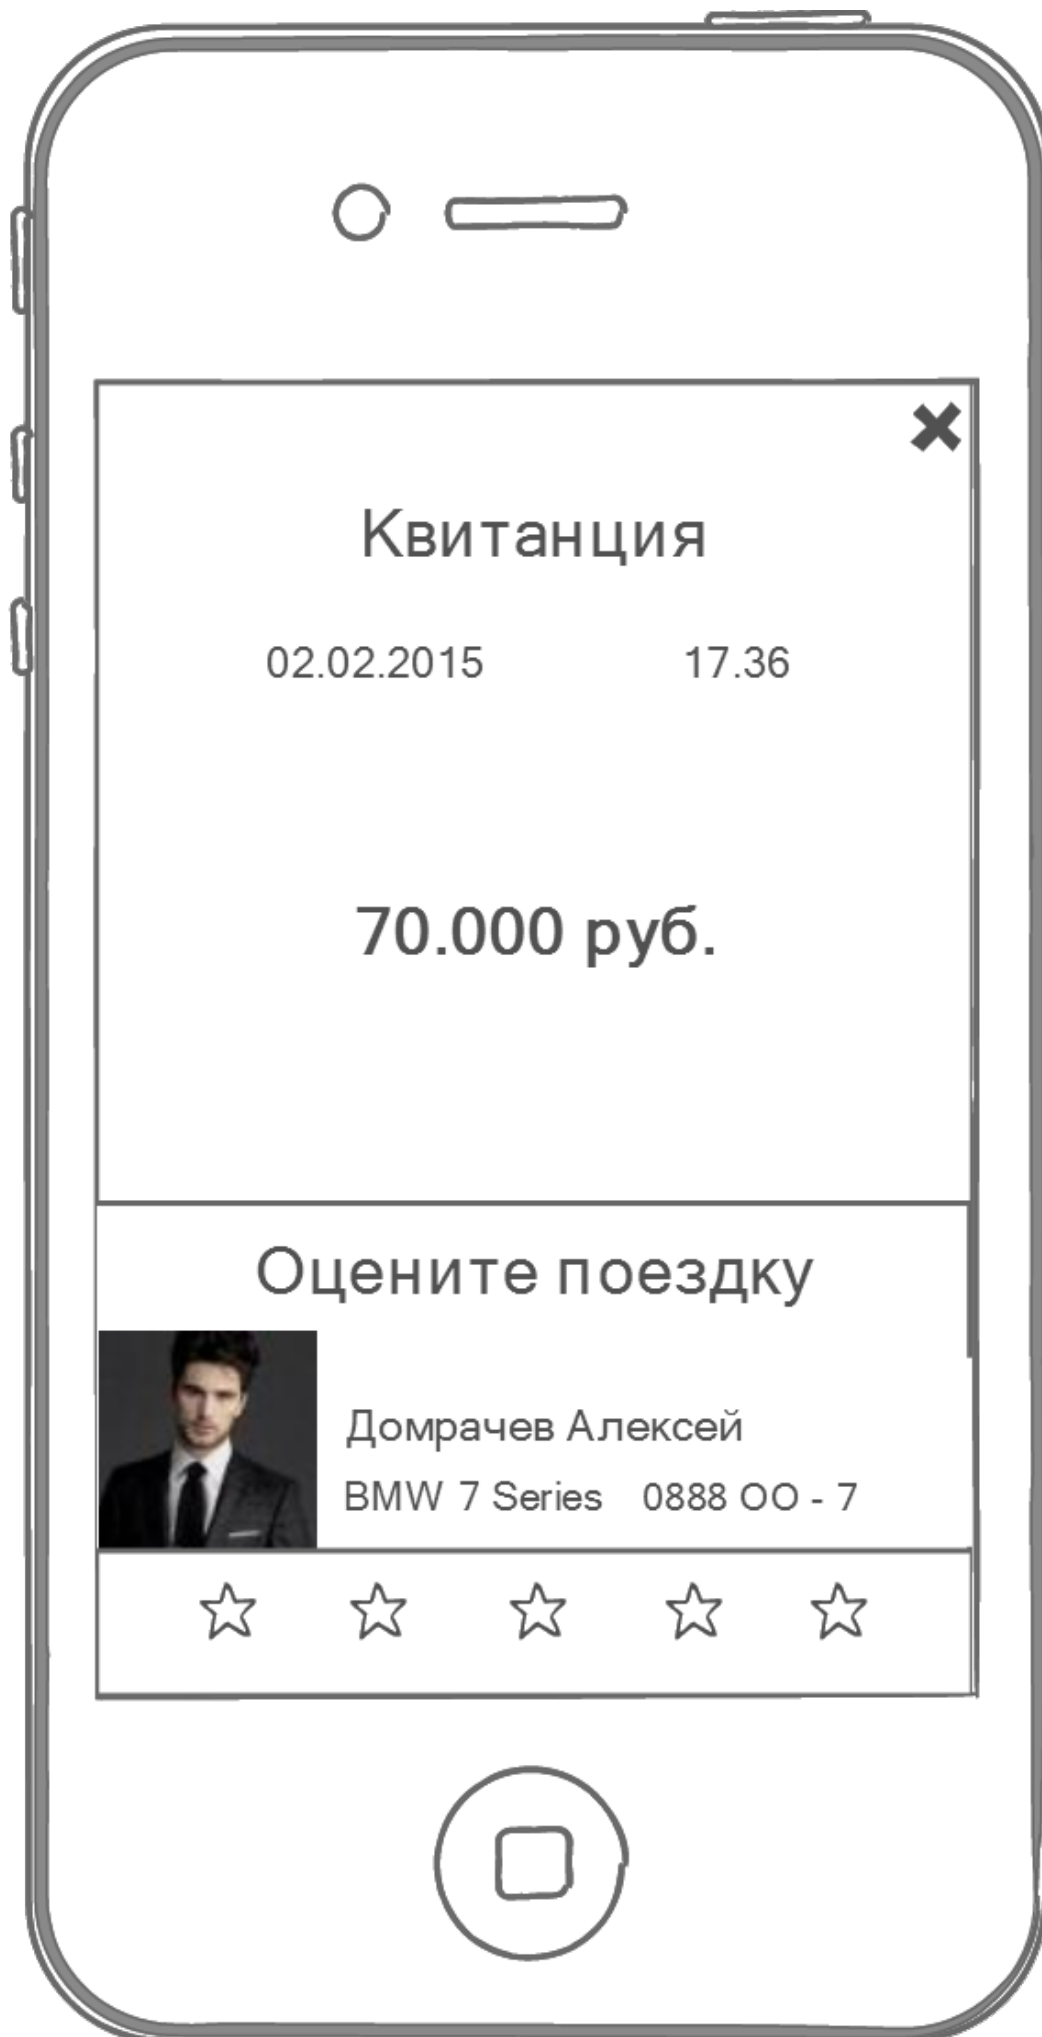 Квитанция
02.02.2015 17.36
70.000 руб.
Оцените поездку
Домрачев Алексей
BMW 7 Series 0888 OO - 7